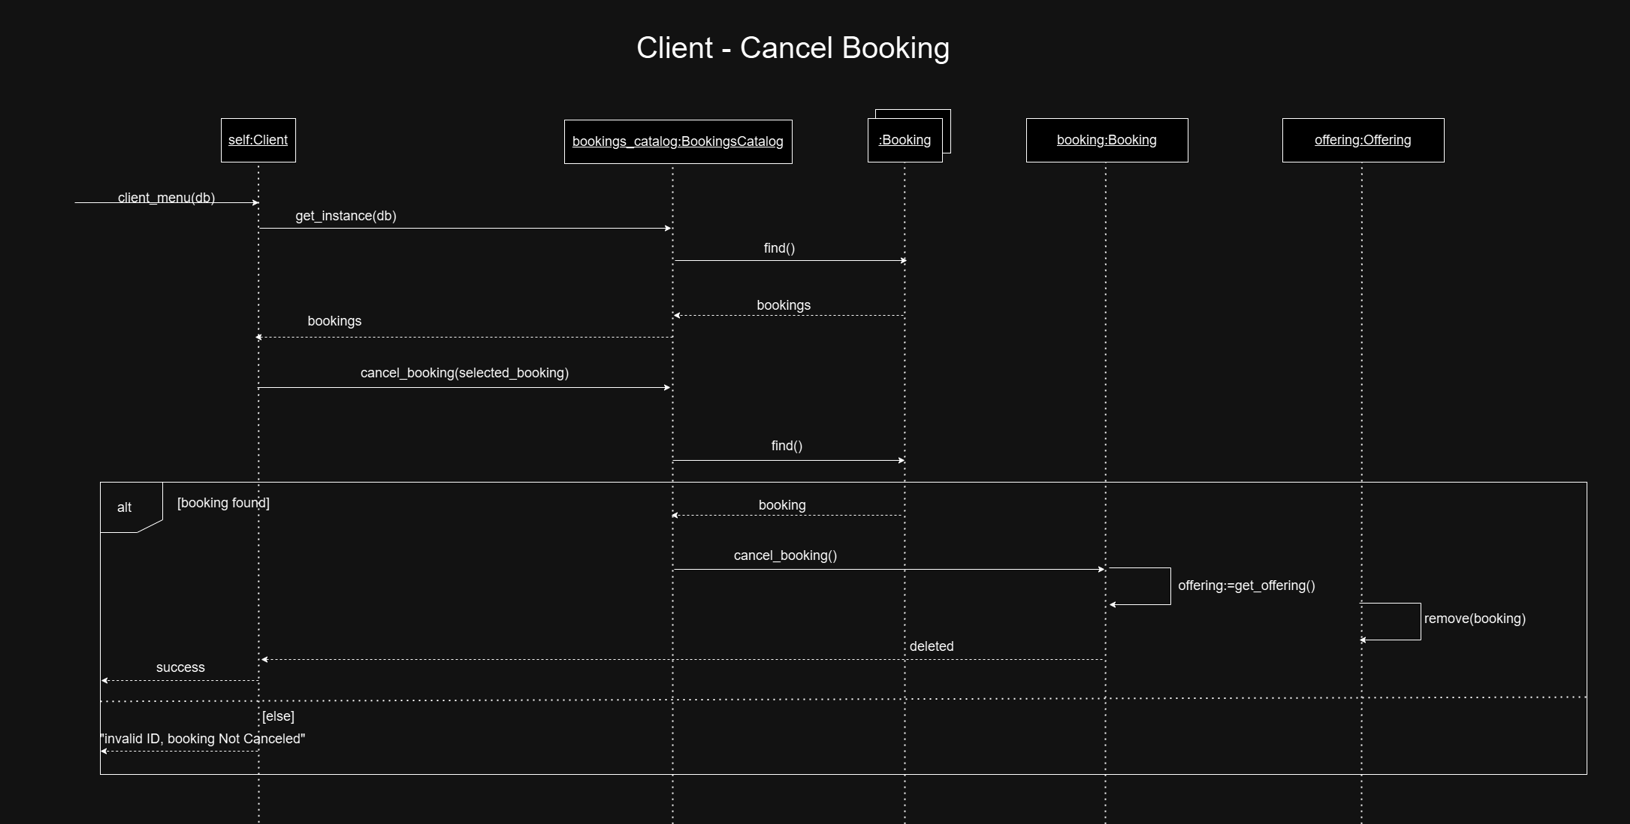 Client - Cancel Booking
self:Client
bookings_catalog:BookingsCatalog
:Booking
booking:Booking
offering:Offering
client_menu(db)
get_instance(db)
find()
bookings
bookings
cancel_booking(selected_booking)
find()
alt
[booking found]
booking
cancel_booking()
offering:=get_offering()
remove(booking)
deleted
success
[else]
"invalid ID, booking Not Canceled"